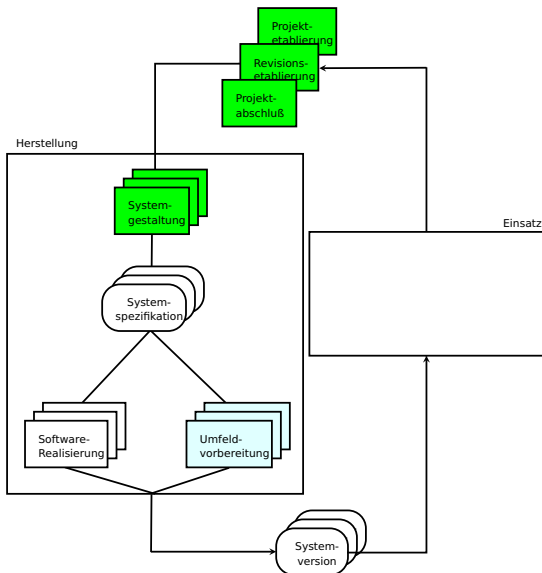 Projekt-
etablierung
Revisions-
etablierung
Projekt-
abschluß
Herstellung
System-
gestaltung
Einsatz
System-
spezifikation
Software-
Realisierung
Umfeld-
vorbereitung
System-
version